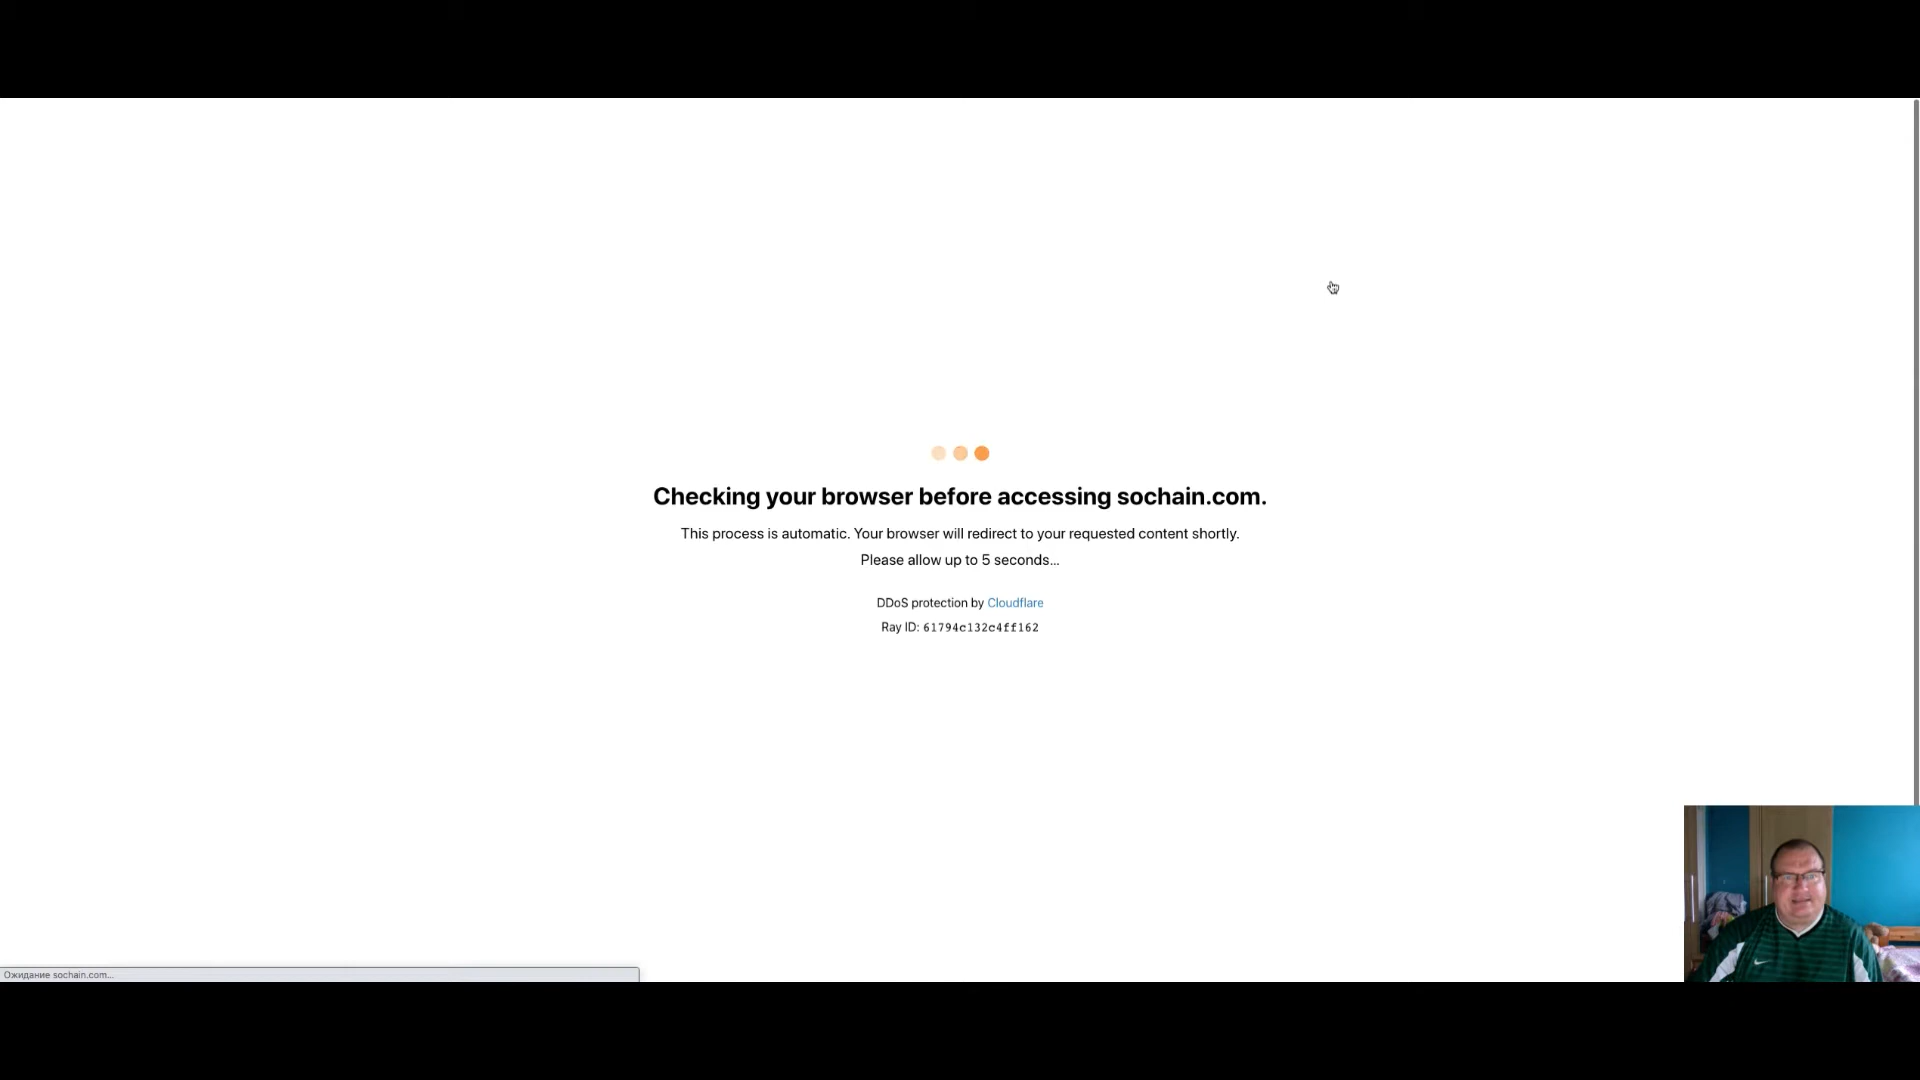 Checking your browser before accessing sochain.com.
This process is automatic. Your browser will redirect to your requested content shortly.
Please allow up to 5 seconds...
DDoS protection by Cloudflare
Ray ID: 61794c132c4ff162
Ожидание sochain.com...